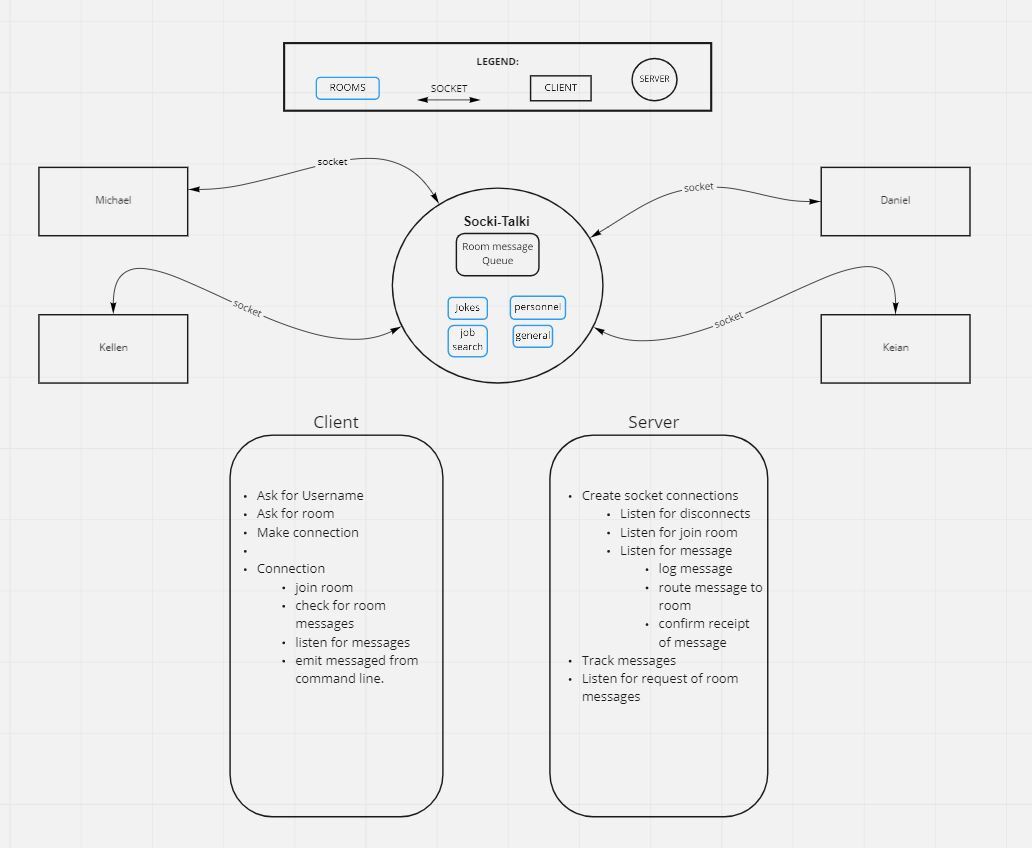 LEGEND:
ROOMS
SOCKET
CLIENT
SERVER
socket
Michael
socket
Daniel
Socki-Talki
Room message
Queue
jokes
personnel
job
search
general
socket
Kellen
socket
Keian
Client
• Ask for Username
• Ask for room
• Make connection
•
• Connection
• join room
• check for room
messages
• listen for messages
• emit messaged from
command line.
Server
• Create socket connections
• Listen for disconnects
• Listen for join room
• Listen for message
• log message
• route message to
room
• confirm receipt
of message
• Track messages
• Listen for request of room
messages